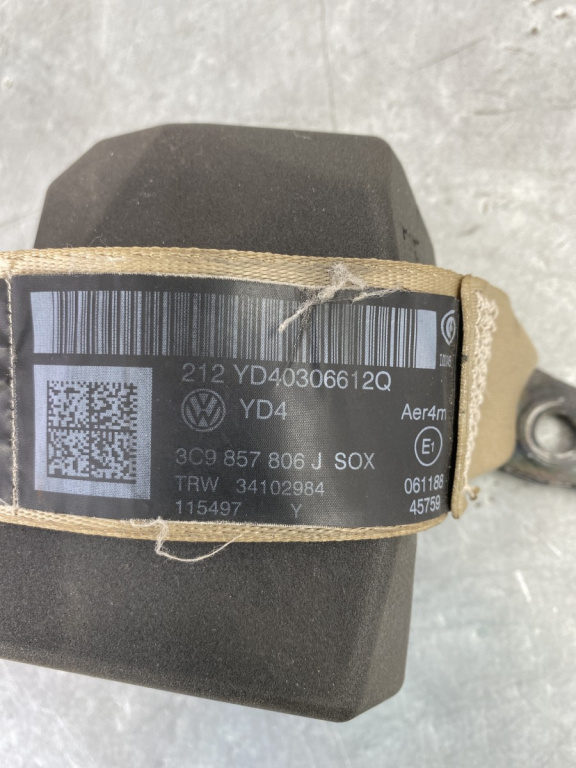 212 YD40306612Q
YD4 Aer4m
E1
3C9 857 806 J SOX
TRW 34102984 061188
115497 Y 45759